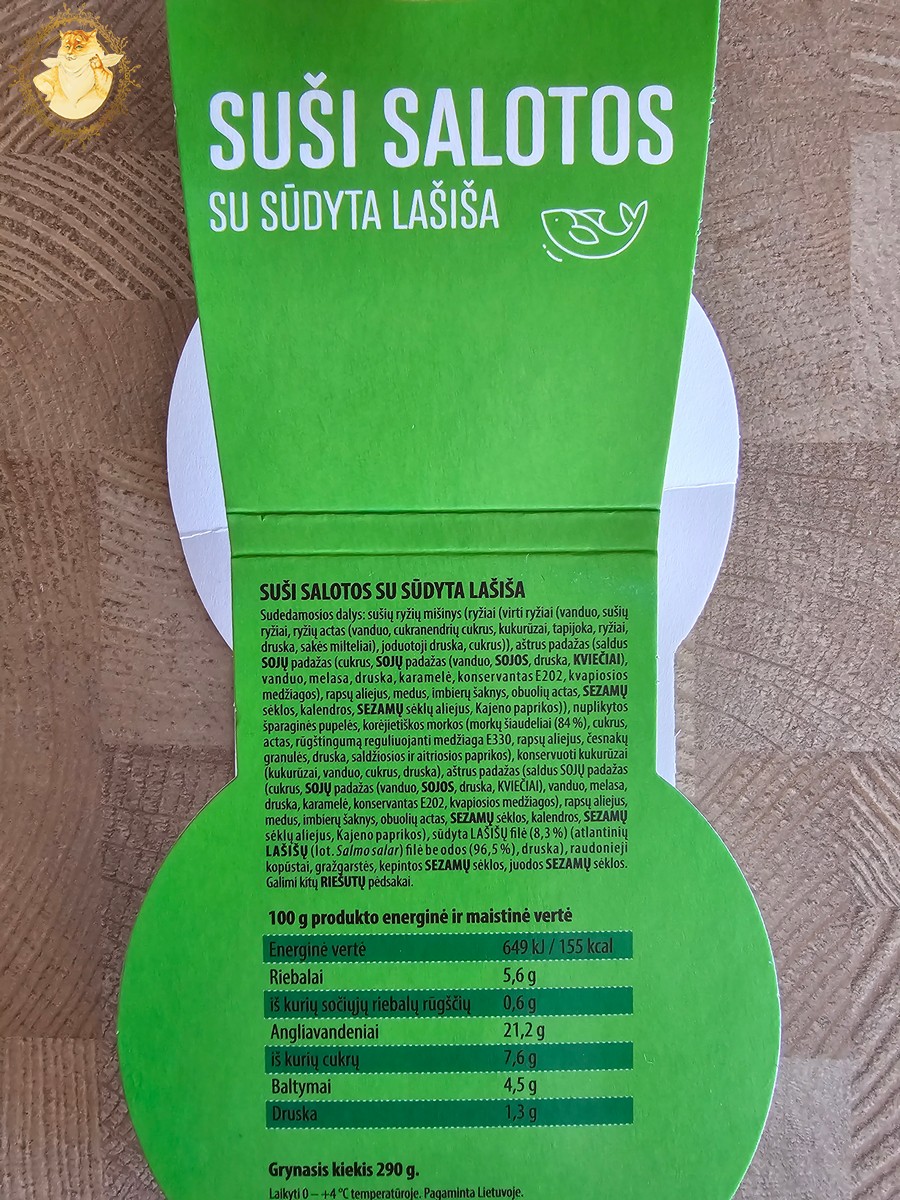 SUŠI SALOTOS
SU SŪDYTA LAŠIŠA
SUŠI SALOTOS SU SŪDYTA LAŠIŠA
Sudedamosios dalys: sušių ryžių mišinys (ryžiai (virti ryžiai (vanduo, sušių
ryžiai, ryžių actas (vanduo, cukranendrių cukrus, kukurūzai, tapijoka, ryžiai,
druska, sakės milteliai), joduotoji druska, cukrus)), aštrus padažas (saldus
SOJŲ padažas (cukrus, SOJŲ padažas (vanduo, SOJOS, druska, KVIEČIAI),
vanduo, melasa, druska, karamelė, konservantas E202, kvapiosios
medžiagos), rapsų aliejus, medus, imbierų šaknys, obuolių actas, SEZAMŲ
sėklos, kalendros, SEZAMŲ sėklų aliejus, Kajeno paprikos)), nuplikytos
šparaginės pupelės, korėjietiškos morkos (morkų šiaudeliai (84 %), cukrus,
actas, rūgštingumą reguliuojanti medžiaga E330, rapsų aliejus, česnakų
granulės, druska, saldžiosios ir aitriosios paprikos), konservuoti kukurūzai
(kukurūzai, vanduo, cukrus, druska), aštrus padažas (saldus SOJŲ padažas
(cukrus, SOJŲ padažas (vanduo, SOJOS, druska, KVIEČIAI), vanduo, melasa,
druska, karamelė, konservantas E202, kvapiosios medžiagos), rapsų aliejus,
medus, imbierų šaknys, obuolių actas, SEZAMŲ sėklos, kalendros, SEZAMŲ
sėklų aliejus, Kajeno paprikos), sūdyta LAŠIŠŲ filė (8,3 %) (atlantinių
LAŠIŠŲ (lot. Salmo salar) filė be odos (96,5 %), druska), raudonieji
kopūstai, gražgarstės, kepintos SEZAMŲ sėklos, juodos SEZAMŲ sėklos.
Galimi kitų RIEŠUTŲ pėdsakai.
100 g produkto energinė ir maistinė vertė
Energinė vertė 649 kJ / 155 kcal
Riebalai 5,6 g
iš kurių sočiųjų riebalų rūgščių 0,6 g
Angliavandeniai 21,2 g
iš kurių cukrų 7,6 g
Baltymai 4,5 g
Druska 1,3 g
Grynasis kiekis 290 g.
Laikyti 0 – +4 °C temperatūroje. Pagaminta Lietuvoje.